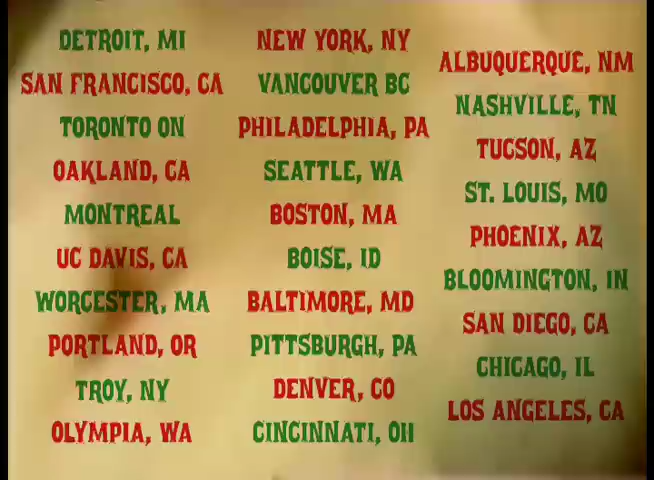 DETROIT, MI
SAN FRANCISCO, CA
TORONTO ON
OAKLAND, CA
MONTREAL
UC DAVIS, CA
WORCESTER, MA
PORTLAND, OR
TROY, NY
OLYMPIA, WA
NEW YORK, NY
VANCOUVER BC
PHILADELPHIA, PA
SEATTLE, WA
BOSTON, MA
BOISE, ID
BALTIMORE, MD
PITTSBURGH, PA
DENVER, CO
CINCINNATI, OH
ALBUQUERQUE, NM
NASHVILLE, TN
TUCSON, AZ
ST. LOUIS, MO
PHOENIX, AZ
BLOOMINGTON, IN
SAN DIEGO, CA
CHICAGO, IL
LOS ANGELES, CA